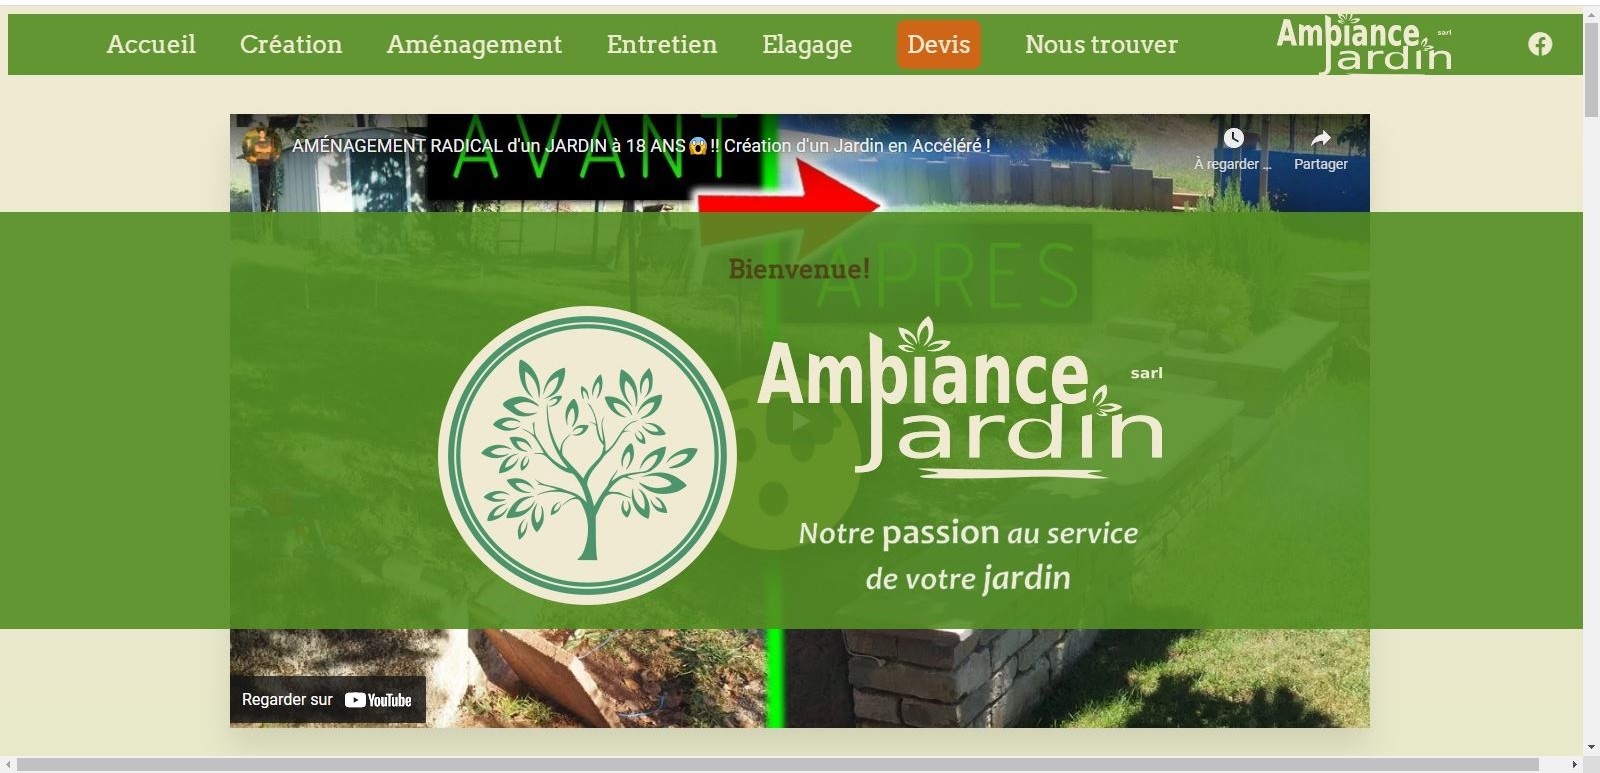 Accueil Création Aménagement Entretien Elagage Devis Nous trouver
Ambiance sarl
Jardin
AVANT
AMÉNAGEMENT RADICAL d'un JARDIN à 18 ANS 😱 !! Création d'un Jardin en Accéléré !
À regarder ... Partager
Bienvenue!
APRES
Ambiance sarl
Jardin
Notre passion au service
de votre jardin
Regarder sur YouTube